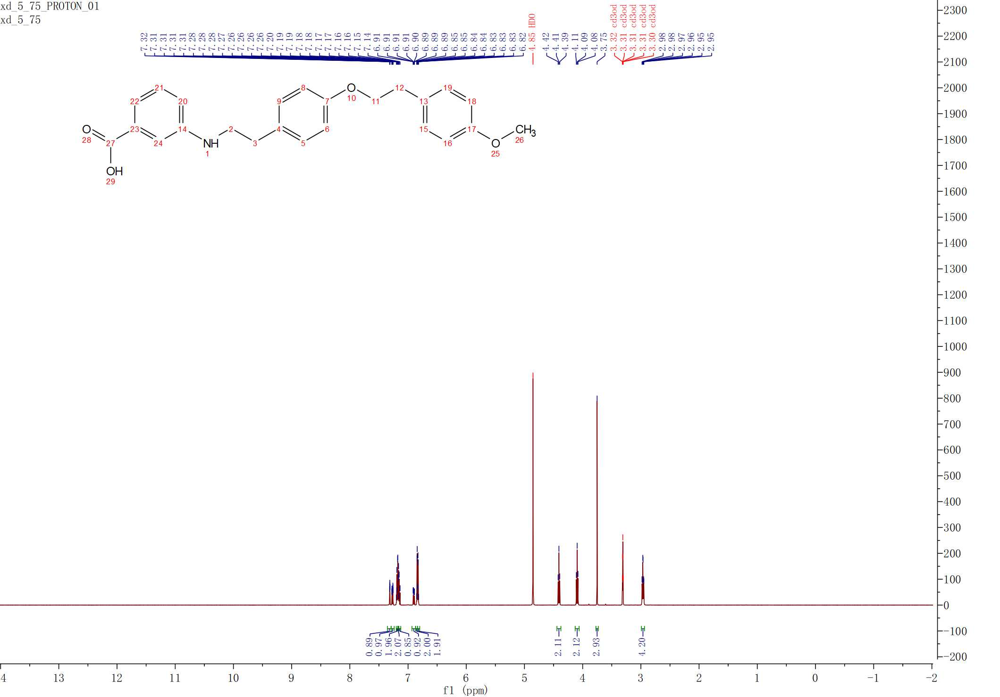 xd_5_75_PROTON_01
xd_5_75
7.32 7.31 7.31 7.31 7.31 7.28 7.28 7.28 7.27 7.26 7.26 7.26 7.26 7.20 7.19 7.19 7.18 7.18 7.17 7.17 7.16 7.16 7.15 7.14 6.91 6.91 6.91 6.91 6.90 6.89 6.89 6.89 6.85 6.85 6.84 6.84 6.83 6.83 6.83 6.82 4.85 HDO 4.42 4.41 4.39 4.11 4.09 4.08 3.75 3.32 cd3od 3.31 cd3od 3.31 cd3od 3.31 cd3od 3.30 cd3od 2.98 2.98 2.97 2.96 2.95 2.95
21 8 O 12 19
22 20 9 7 10 11 13 18
O 23 14 2 4 6 15 17 CH3
28 27 24 NH 3 5 16 O 26
1 25
OH
29
2300
2200
2100
2000
1900
1800
1700
1600
1500
1400
1300
1200
1100
1000
900
800
700
600
500
400
300
200
100
0
-100
-200
0.89 0.97 1.96 2.07 0.85 0.92 2.00 1.91 2.11 2.12 2.93 4.20
4 13 12 11 10 9 8 7 6 5 4 3 2 1 0 -1 -2
f1 (ppm)